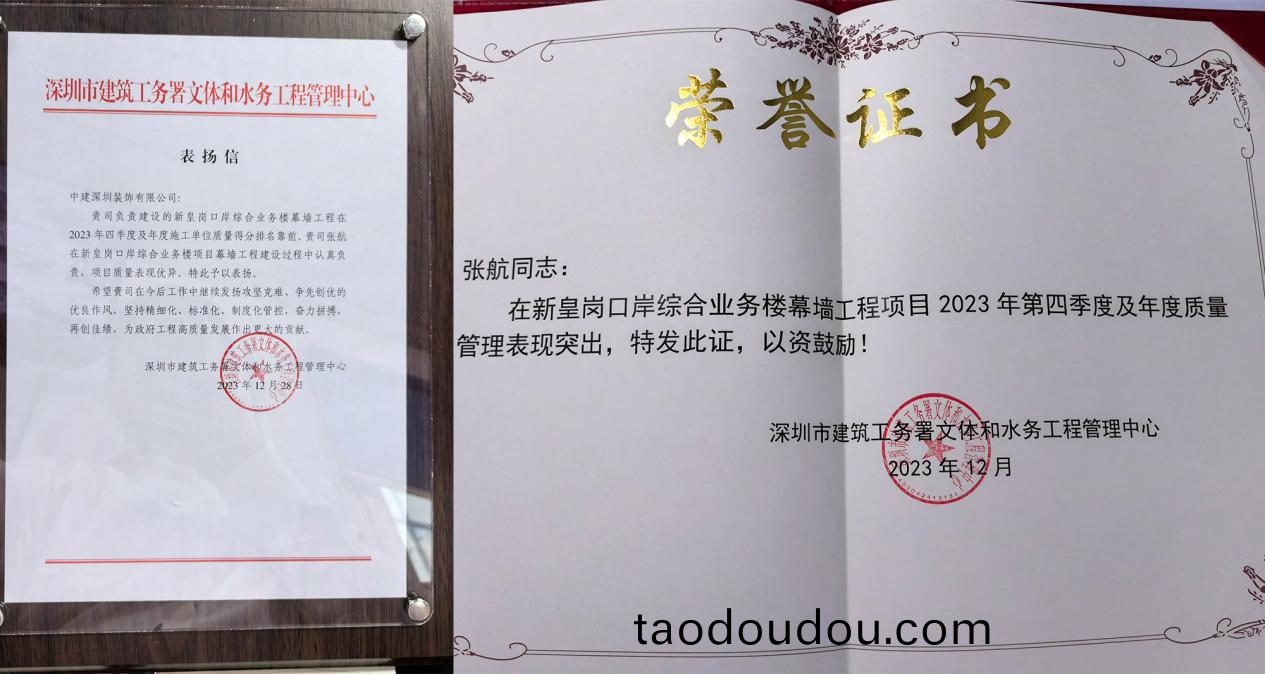 深圳市建筑工务署文体和水务工程管理中心
表扬信
中建深圳装饰有限公司:
贵司负责建设的新皇岗口岸综合业务楼幕墙工程在
2023年四季度及年度施工单位质量得分排名靠前。贵司张航
在新皇岗口岸综合业务楼项目幕墙工程建设过程中认真负
责，项目质量表现优异。特此予以表扬。
希望贵司在今后工作中继续发扬攻坚克难、争先创优的
优良作风，坚持精细化、标准化、制度化管控，奋力拼搏，
再创佳绩，为政府工程高质量发展作出更大的贡献。
深圳市建筑工务署文体和水务工程管理中心
2023年12月28日
荣誉证书
张航同志：
在新皇岗口岸综合业务楼幕墙工程项目2023年第四季度及年度质量
管理表现突出，特发此证，以资鼓励！
深圳市建筑工务署文体和水务工程管理中心
2023年12月
taodoudou.com